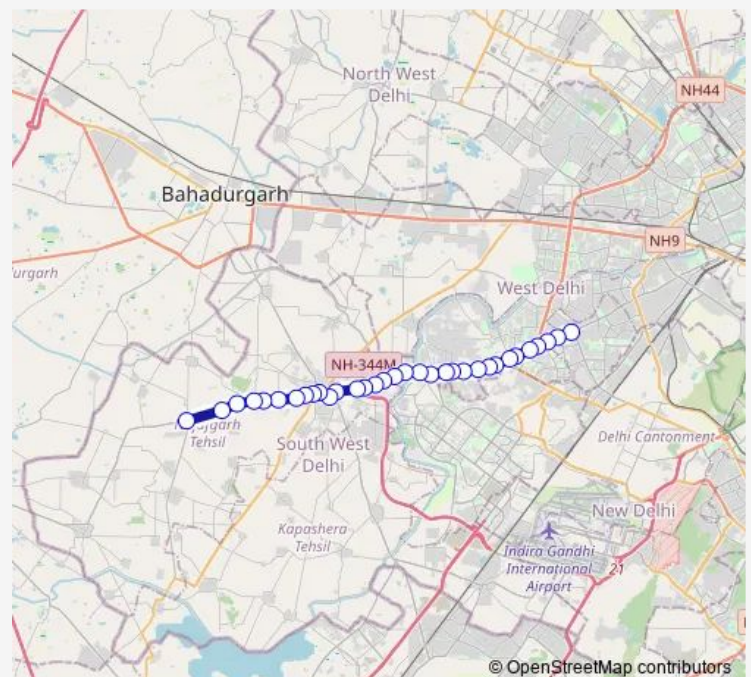 North West
Delhi
NH44
Bahadurgarh
NH9
West Delhi
NH-344M
Tehsil
South West
Delhi
Delhi Cantonment
Kapashera
Tehsil
New Delhi
Indira Gandhi
International
Airport
21
© OpenStreetMap contributors